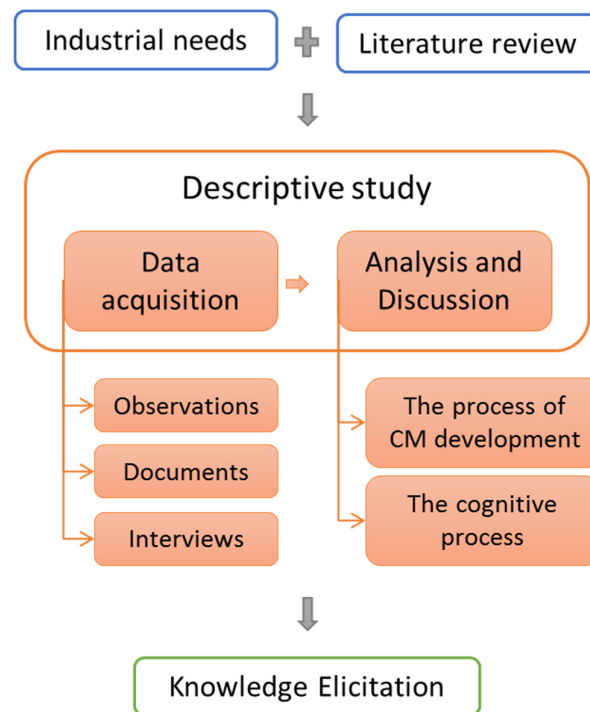 Industrial needs
Literature review
Descriptive study
Data
acquisition
Analysis and
Discussion
Observations
Documents
Interviews
The process of
CM development
The cognitive
process
Knowledge Elicitation